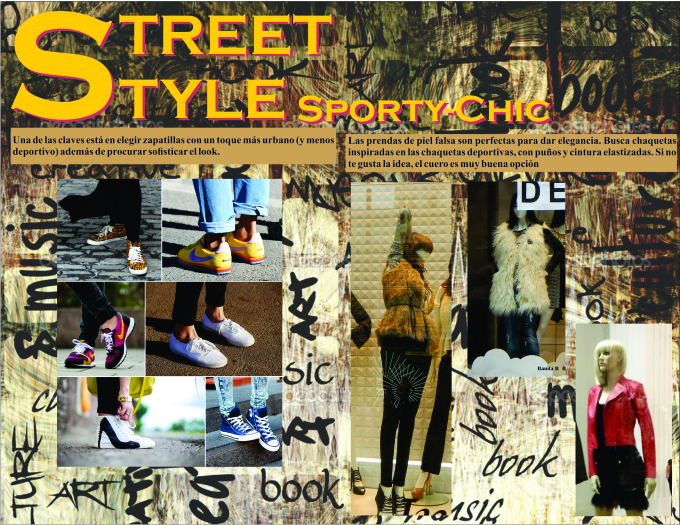 STREET
STYLE SPORTY-CHIC
Una de las claves está en elegir zapatillas con un toque más urbano (y menos
deportivo) además de procurar sofisticar el look.
Las prendas de piel falsa son perfectas para dar elegancia. Busca chaquetas
inspiradas en las chaquetas deportivas, con puños y cintura elastizadas. Si no
te gusta la idea, el cuero es muy buena opción
DE
& music
ART
sic
book
book
book
book
book
ART
book
music